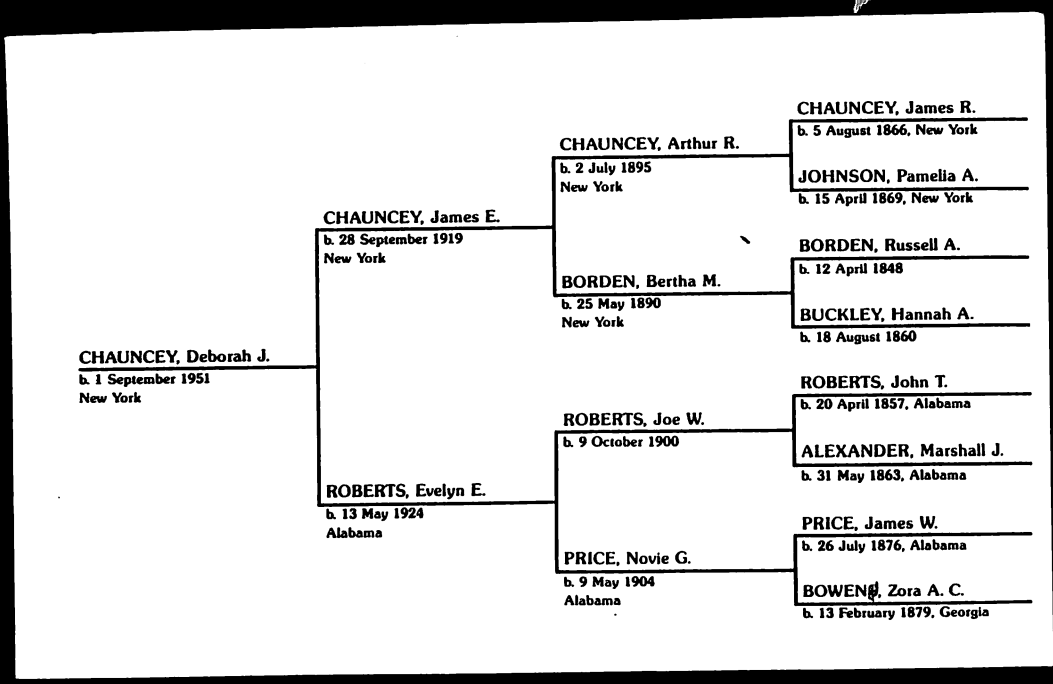 CHAUNCEY, James R.
b. 5 August 1866, New York
CHAUNCEY, Arthur R.
b. 2 July 1895
New York
JOHNSON, Pamelia A.
b. 15 April 1869, New York
CHAUNCEY, James E.
b. 28 September 1919
New York
BORDEN, Russell A.
b. 12 April 1848
BORDEN, Bertha M.
b. 25 May 1890
New York
BUCKLEY, Hannah A.
b. 18 August 1860
CHAUNCEY, Deborah J.
b. 1 September 1951
New York
ROBERTS, John T.
b. 20 April 1857, Alabama
ROBERTS, Joe W.
b. 9 October 1900
ALEXANDER, Marshall J.
b. 31 May 1863, Alabama
ROBERTS, Evelyn E.
b. 13 May 1924
Alabama
PRICE, James W.
b. 26 July 1876, Alabama
PRICE, Novie G.
b. 9 May 1904
Alabama
BOWEN, Zora A. C.
b. 13 February 1879, Georgia